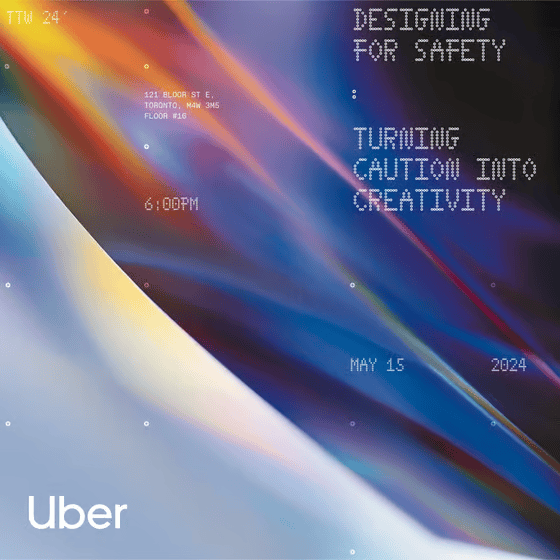 TTW 24'
DESIGNING
FOR SAFETY
:
TURNING
CAUTION INTO
CREATIVITY
121 BLOOR ST E,
TORONTO, M4W 3M5
FLOOR #16
6:00PM
MAY 15 2024
Uber